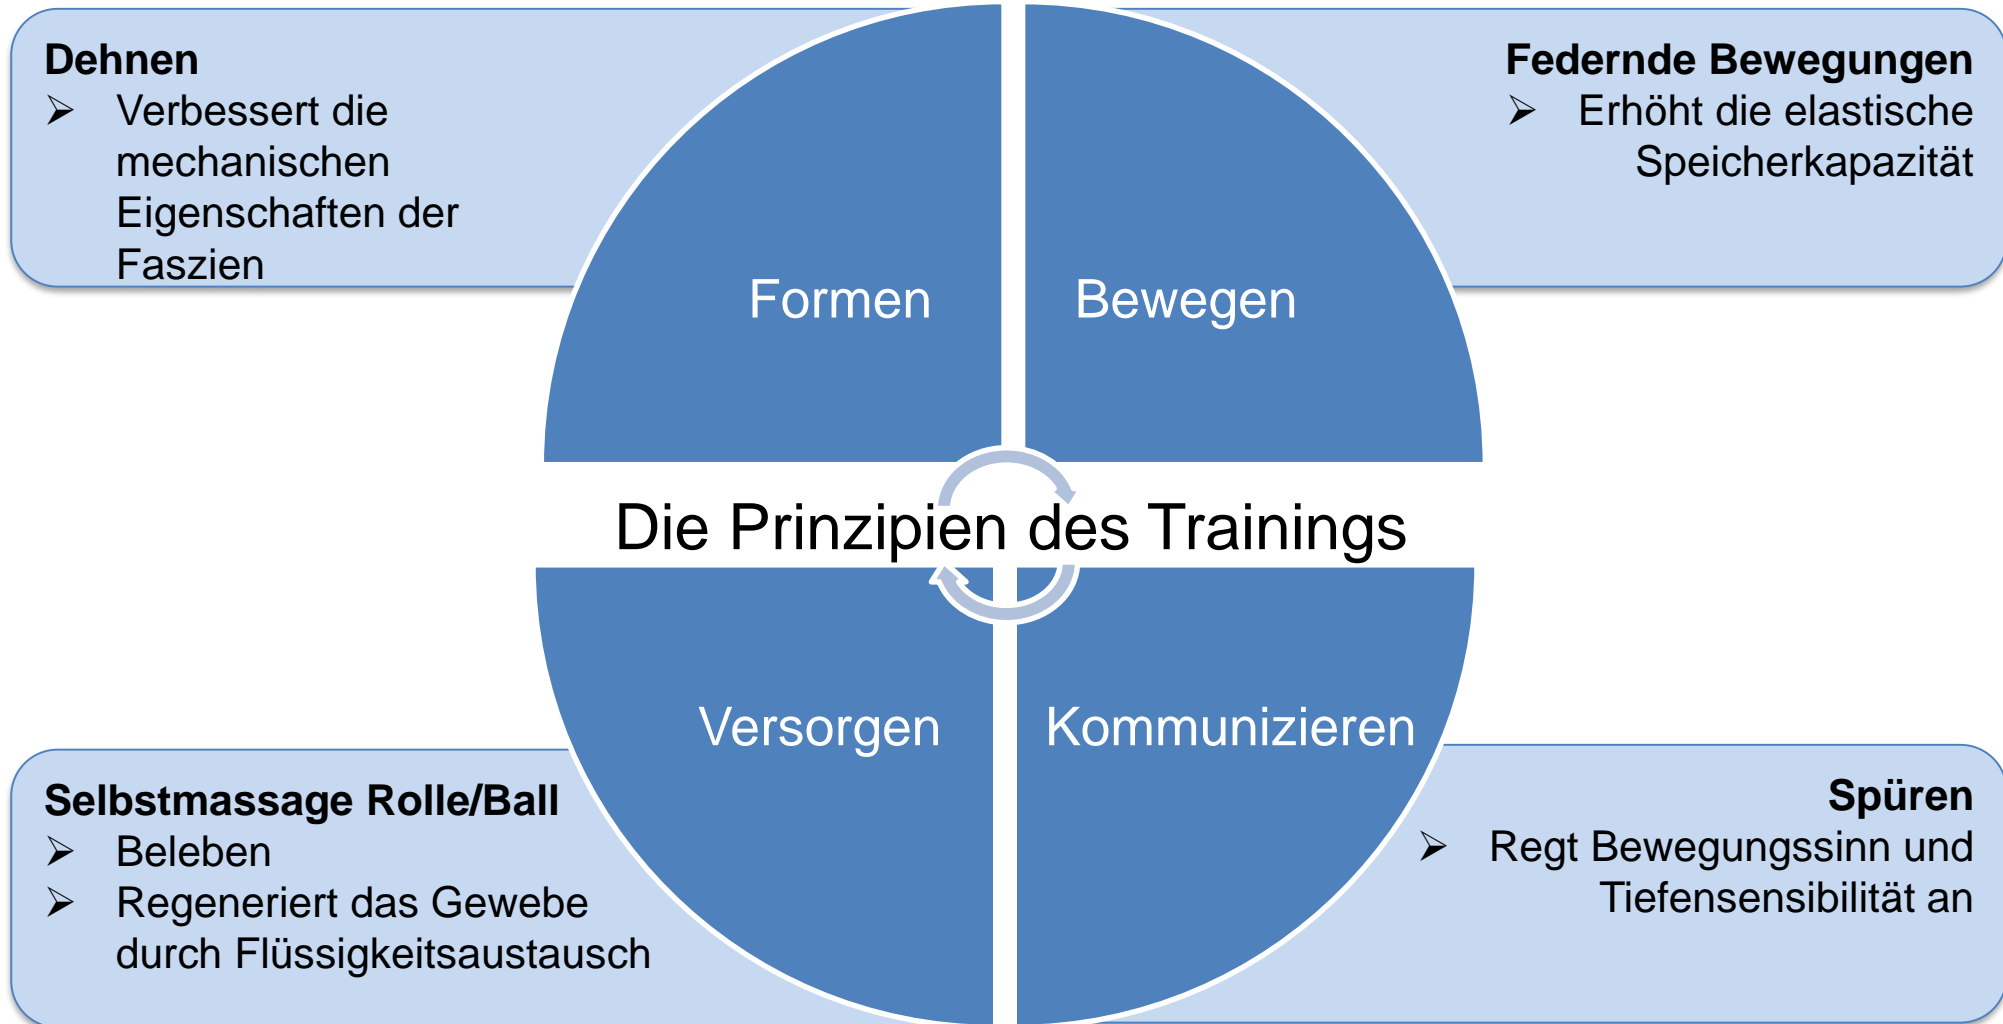 Dehnen
➢ Verbessert die
mechanischen
Eigenschaften der
Faszien
Federnde Bewegungen
➢ Erhöht die elastische
Speicherkapazität
Formen
Bewegen
Die Prinzipien des Trainings
Versorgen
Kommunizieren
Selbstmassage Rolle/Ball
➢ Beleben
➢ Regeneriert das Gewebe
durch Flüssigkeitsaustausch
Spüren
➢ Regt Bewegungssinn und
Tiefensensibilität an